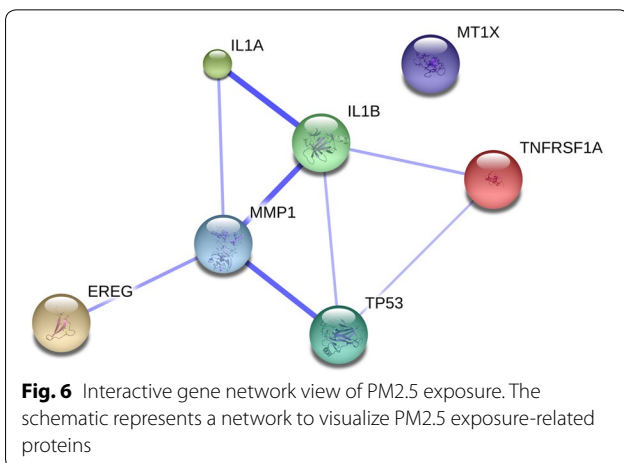 IL1A
MT1X
IL1B
TNFRSF1A
MMP1
EREG
TP53
Fig. 6 Interactive gene network view of PM2.5 exposure. The
schematic represents a network to visualize PM2.5 exposure-related
proteins